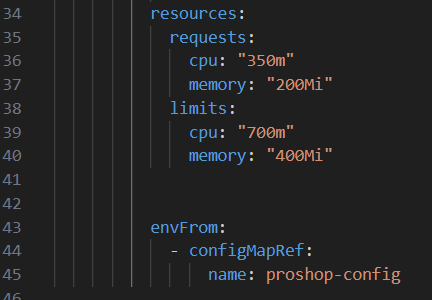 34 resources:
35 requests:
36 cpu: "350m"
37 memory: "200Mi"
38 limits:
39 cpu: "700m"
40 memory: "400Mi"
41
42
43 envFrom:
44 - configMapRef:
45 name: proshop-config
46